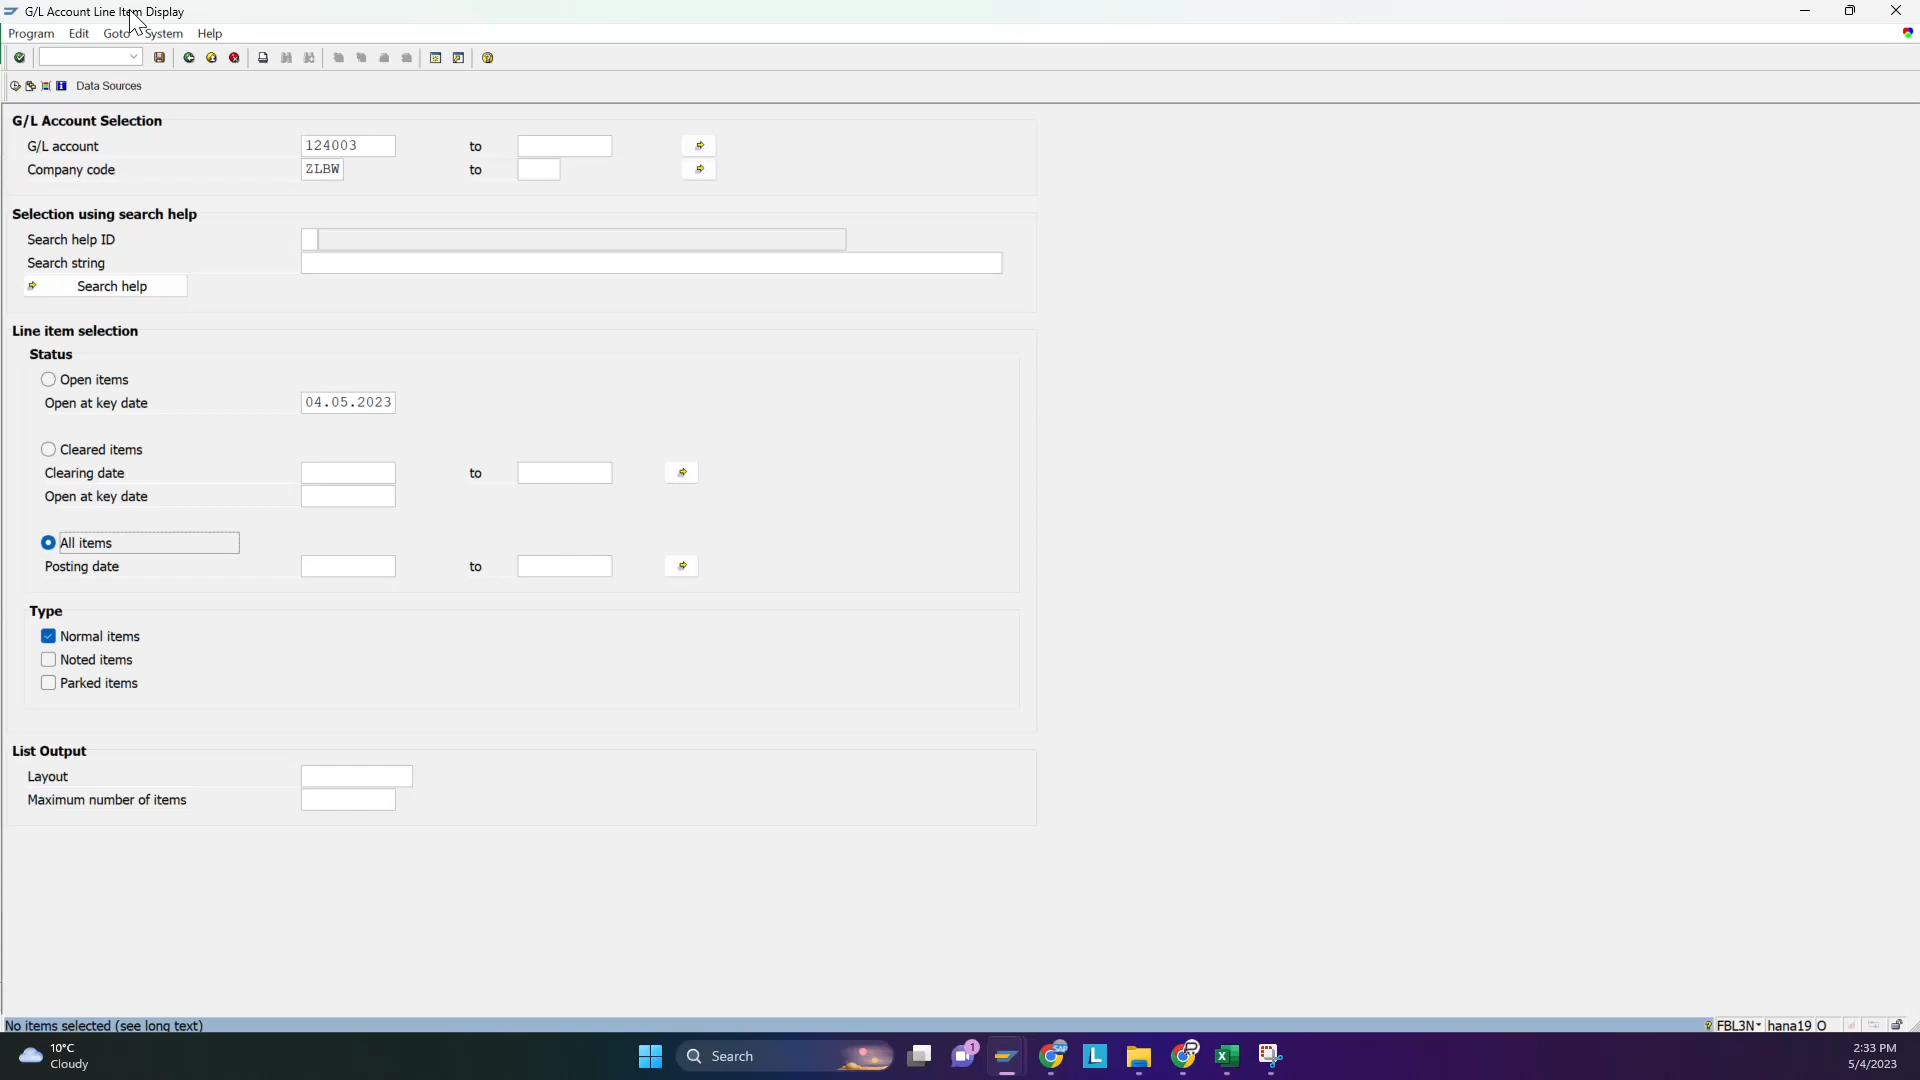 G/L Account Line Item Display
Program Edit Goto System Help
Data Sources
G/L Account Selection
G/L account 124003 to
Company code ZLBW to
Selection using search help
Search help ID
Search string
Search help
Line item selection
Status
Open items
Open at key date 04.05.2023
Cleared items
Clearing date to
Open at key date
All items
Posting date to
Type
Normal items
Noted items
Parked items
List Output
Layout
Maximum number of items
No items selected (see long text) FBL3N hana19 O
10°C
Cloudy
Search
1
SAP
L
2:33 PM
5/4/2023